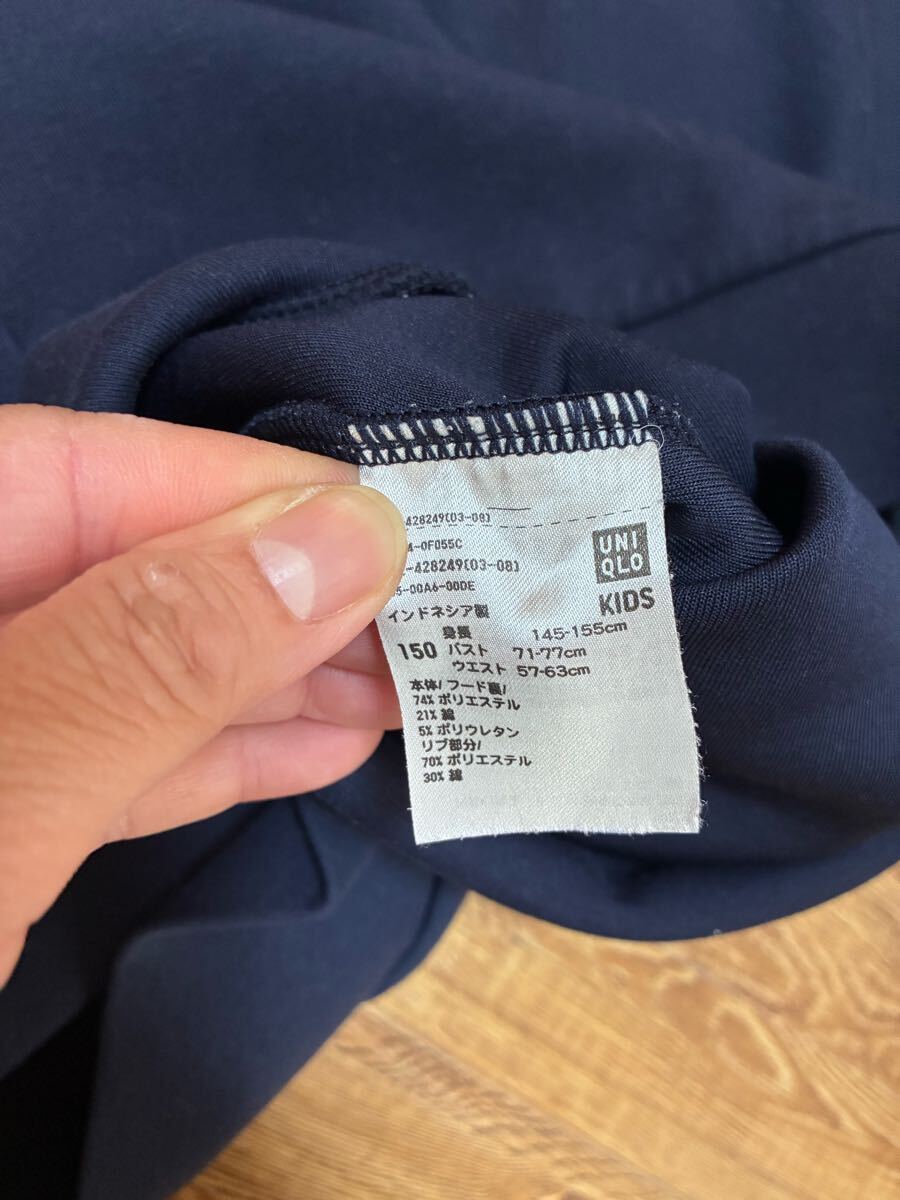 428249(03-08)
4-0F055C
-428249(03-08)
5-00A6-00DE
UNI
QLO
KIDS
インドネシア製
身長 145-155cm
150 バスト 71-77cm
ウエスト 57-63cm
本体/フード裏/
74% ポリエステル
21% 綿
5% ポリウレタン
リブ部分/
70% ポリエステル
30% 綿